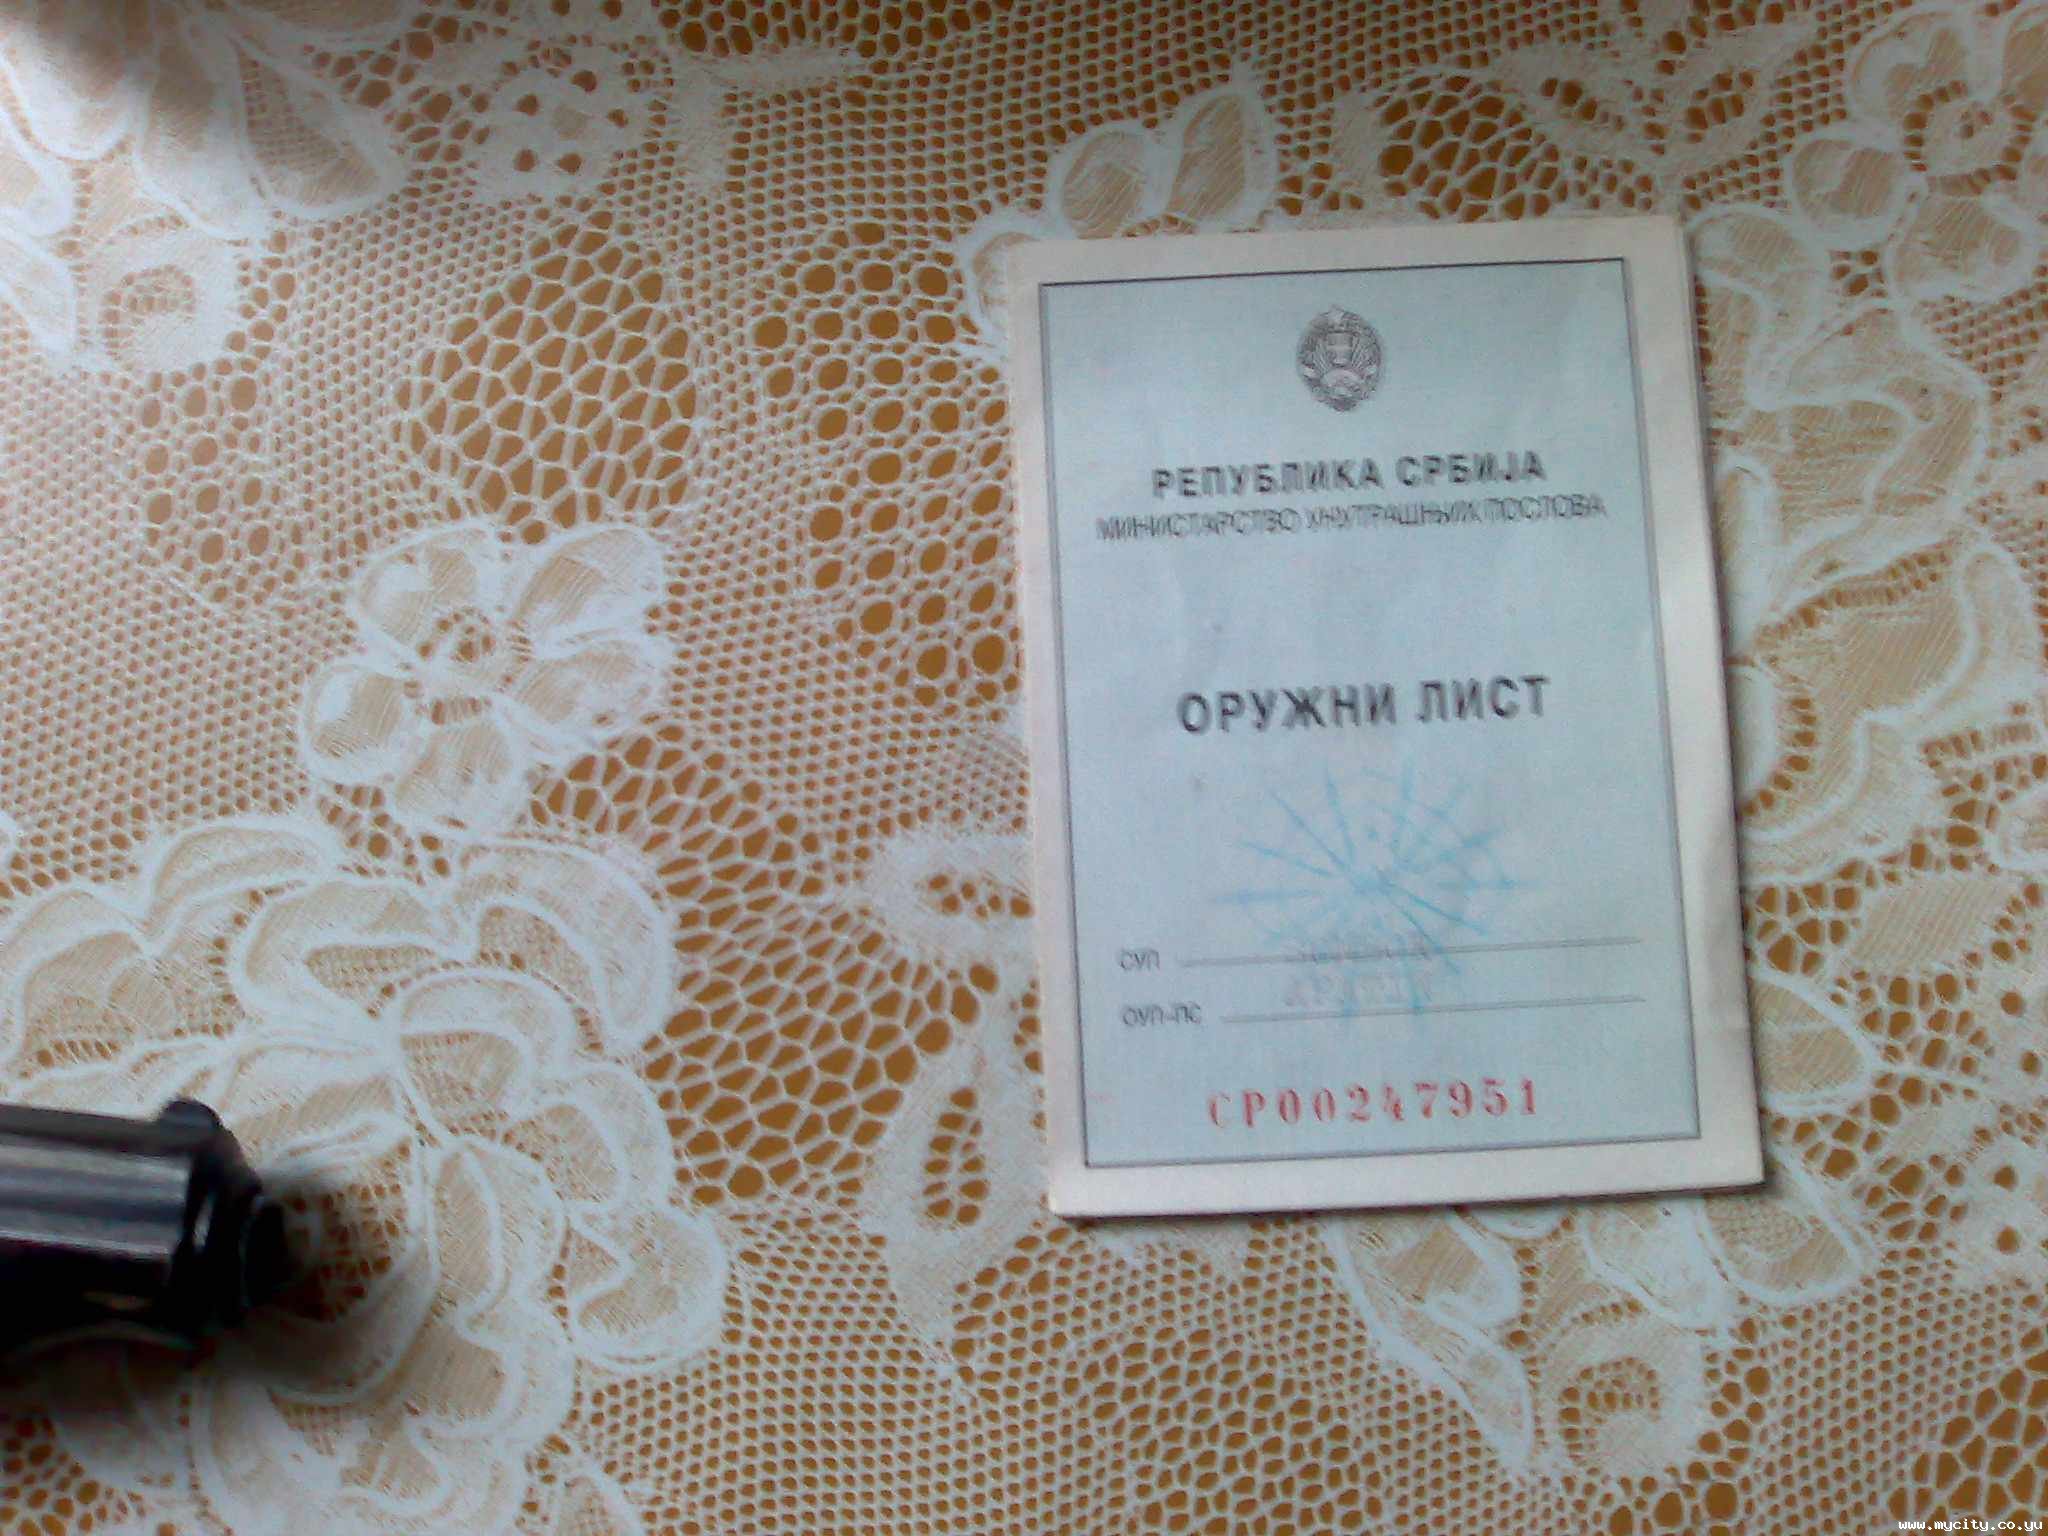 РЕПУБЛИКА СРБИЈА
МИНИСТАРСТВО УНУТРАШЊИХ ПОСЛОВА
ОРУЖНИ ЛИСТ
СУП
ОУП-ПС
СР00247951
www.mycity.co.yu